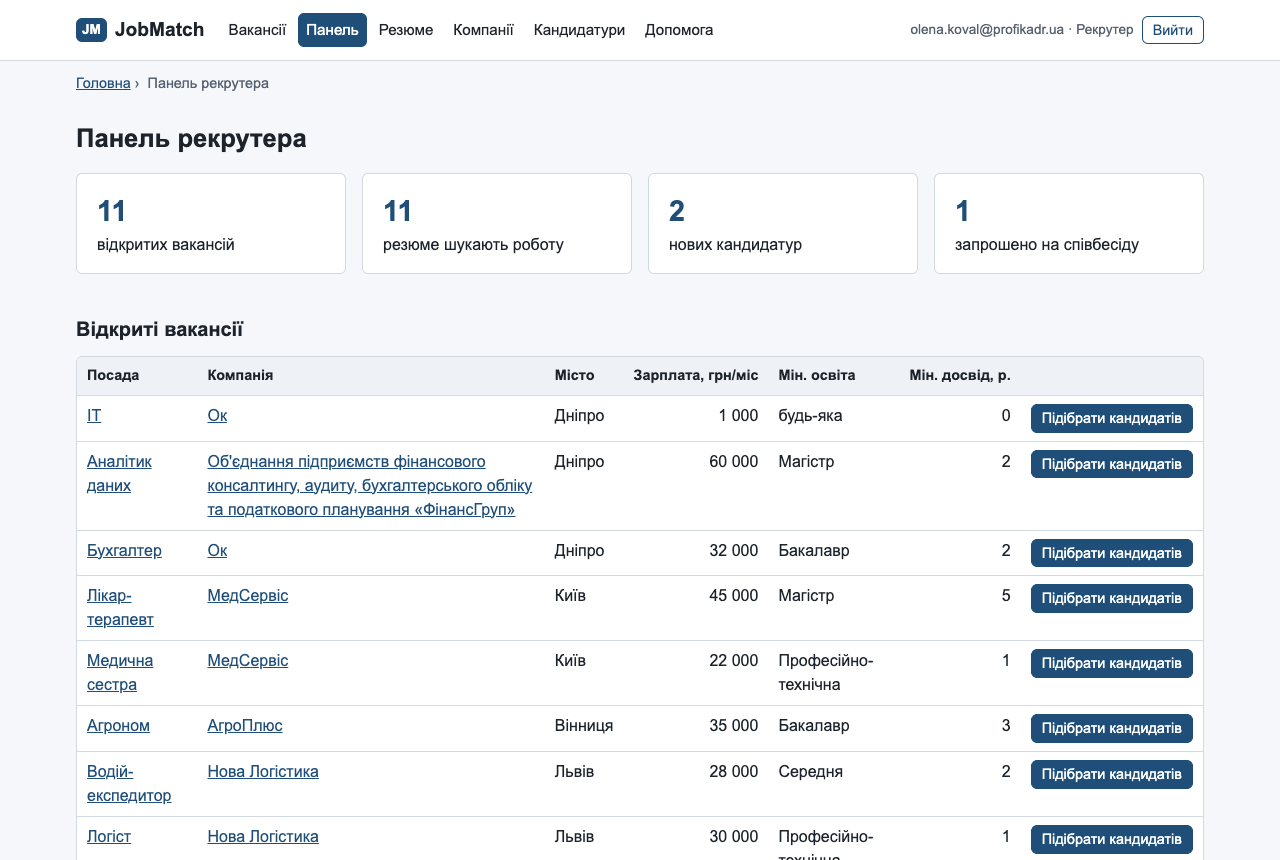 JM JobMatch Вакансії Панель Резюме Компанії Кандидатури Допомога olena.koval@profikadr.ua · Рекрутер Вийти
Головна › Панель рекрутера
Панель рекрутера
11 11 2 1
відкритих вакансій резюме шукають роботу нових кандидатур запрошено на співбесіду
Відкриті вакансії
Посада Компанія Місто Зарплата, грн/міс Мін. освіта Мін. досвід, р.
ІТ Ок Дніпро 1 000 будь-яка 0 Підібрати кандидатів
Аналітик Об'єднання підприємств фінансового Дніпро 60 000 Магістр 2 Підібрати кандидатів
даних консалтингу, аудиту, бухгалтерського обліку
та податкового планування «ФінансГруп»
Бухгалтер Ок Дніпро 32 000 Бакалавр 2 Підібрати кандидатів
Лікар- МедСервіс Київ 45 000 Магістр 5 Підібрати кандидатів
терапевт
Медична МедСервіс Київ 22 000 Професійно- 1 Підібрати кандидатів
сестра технічна
Агроном АгроПлюс Вінниця 35 000 Бакалавр 3 Підібрати кандидатів
Водій- Нова Логістика Львів 28 000 Середня 2 Підібрати кандидатів
експедитор
Логіст Нова Логістика Львів 30 000 Професійно- 1 Підібрати кандидатів